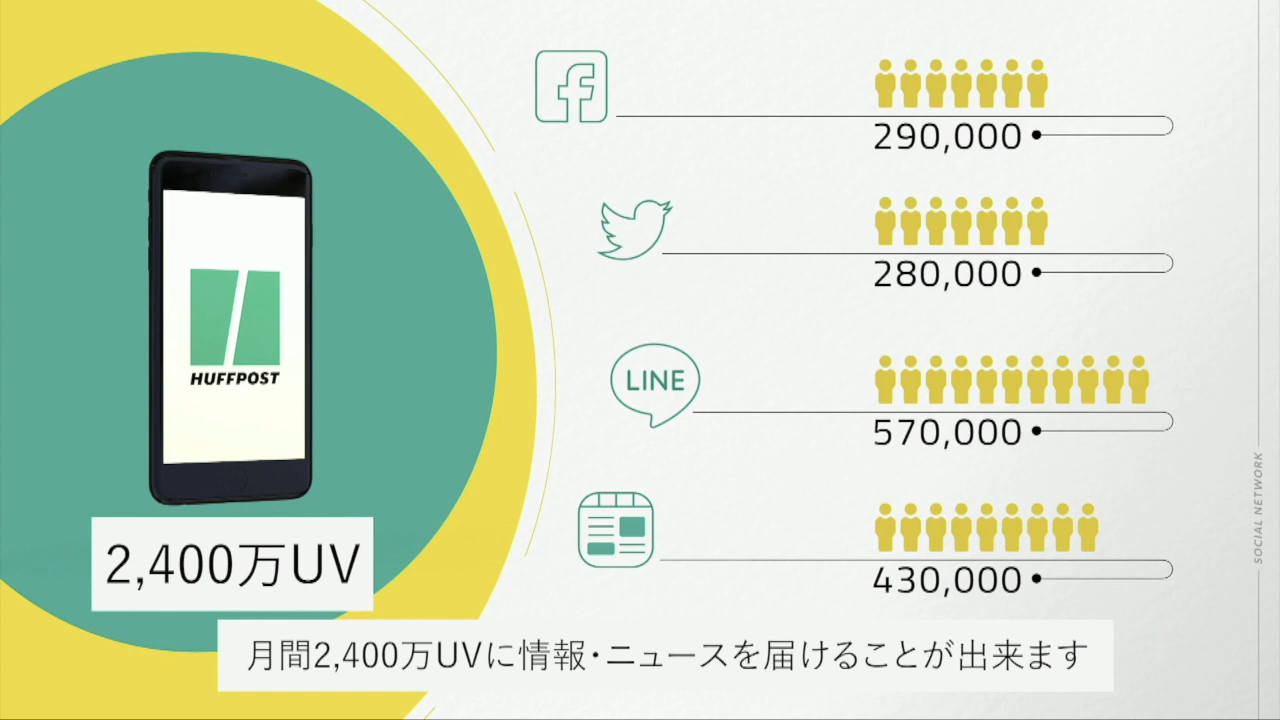 HUFFPOST
2,400万UV
290,000
280,000
LINE
570,000
430,000
SOCIAL NETWORK
月間2,400万UVに情報・ニュースを届けることが出来ます